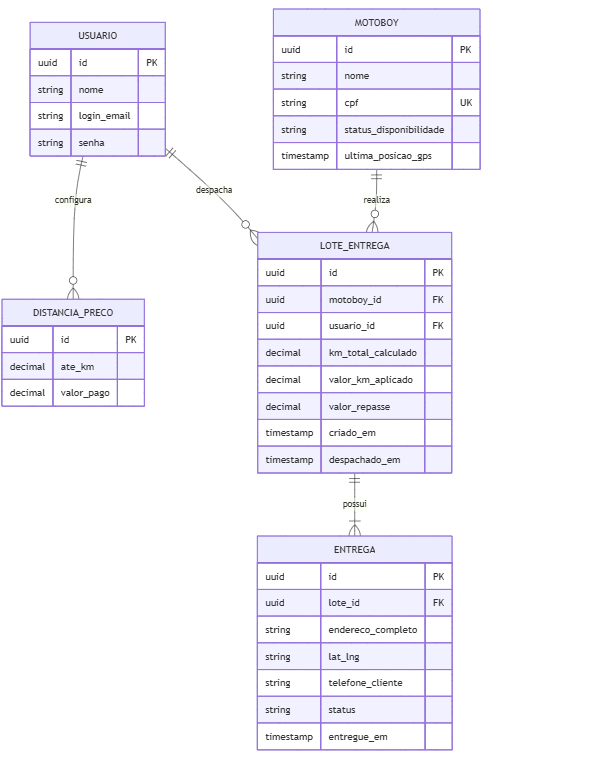 USUARIO
uuid id PK
string nome
string login_email
string senha
MOTOBOY
uuid id PK
string nome
string cpf UK
string status_disponibilidade
timestamp ultima_posicao_gps
configura
despacha
realiza
DISTANCIA_PRECO
uuid id PK
decimal ate_km
decimal valor_pago
LOTE_ENTREGA
uuid id PK
uuid motoboy_id FK
uuid usuario_id FK
decimal km_total_calculado
decimal valor_km_aplicado
decimal valor_repasse
timestamp criado_em
timestamp despachado_em
possui
ENTREGA
uuid id PK
uuid lote_id FK
string endereco_completo
string lat_lng
string telefone_cliente
string status
timestamp entregue_em